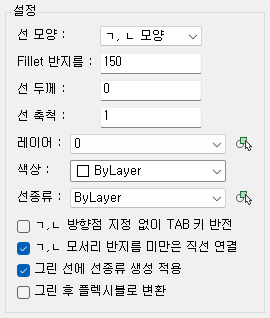 설정
선 모양 : ㄱ, ㄴ 모양
Fillet 반지름 : 150
선 두께 : 0
선 축척 : 1
레이어 : 0
색상 : ByLayer
선종류 : ByLayer
ㄱ,ㄴ 방향점 지정 없이 TAB키 반전
ㄱ,ㄴ 모서리 반지름 미만은 직선 연결
그린 선에 선종류 생성 적용
그린 후 플렉시블로 변환